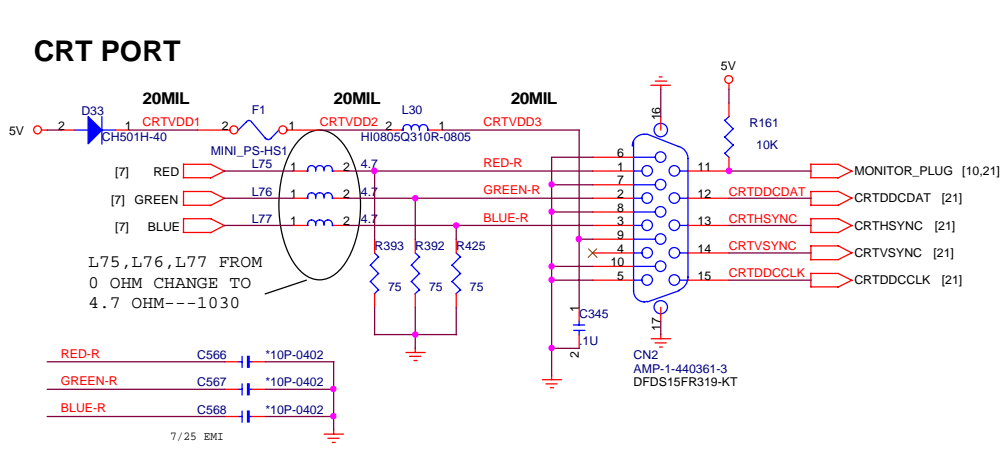 CRT PORT
5V
20MIL
20MIL
20MIL
D33
F1
L30
5V
2
1
CRTVDD1
2
1
CRTVDD2
2
1
CRTVDD3
CH501H-40
MINI_PS-HS1
HI0805Q310R-0805
16
R161
10K
[7] RED
L75
1
2
4.7
RED-R
[7] GREEN
L76
1
2
4.7
GREEN-R
[7] BLUE
L77
1
2
4.7
BLUE-R
6
1
7
2
8
3
9
4
10
5
11
MONITOR_PLUG [10,21]
12
CRTDDCDAT
CRTDDCDAT [21]
13
CRTHSYNC
CRTHSYNC [21]
14
CRTVSYNC
CRTVSYNC [21]
15
CRTDDCCLK
CRTDDCCLK [21]
R393
R392
R425
75
75
75
L75,L76,L77 FROM
0 OHM CHANGE TO
4.7 OHM---1030
1
C345
.1U
2
17
CN2
AMP-1-440361-3
DFDS15FR319-KT
RED-R
C566
*10P-0402
GREEN-R
C567
*10P-0402
BLUE-R
C568
*10P-0402
7/25 EMI